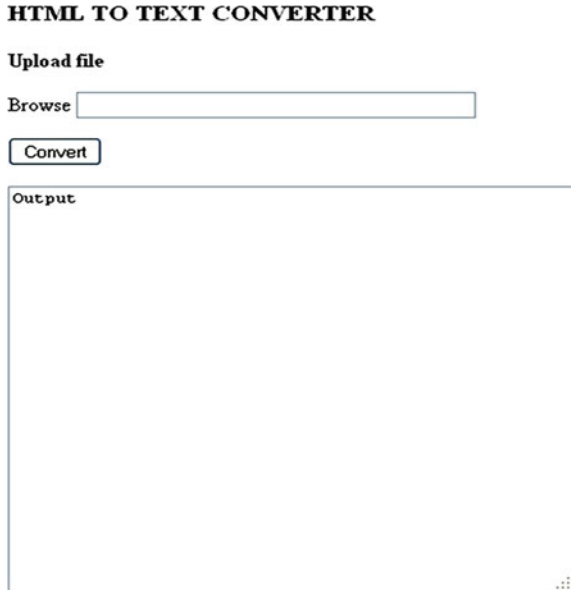 HTML TO TEXT CONVERTER
Upload file
Browse
Convert
Output